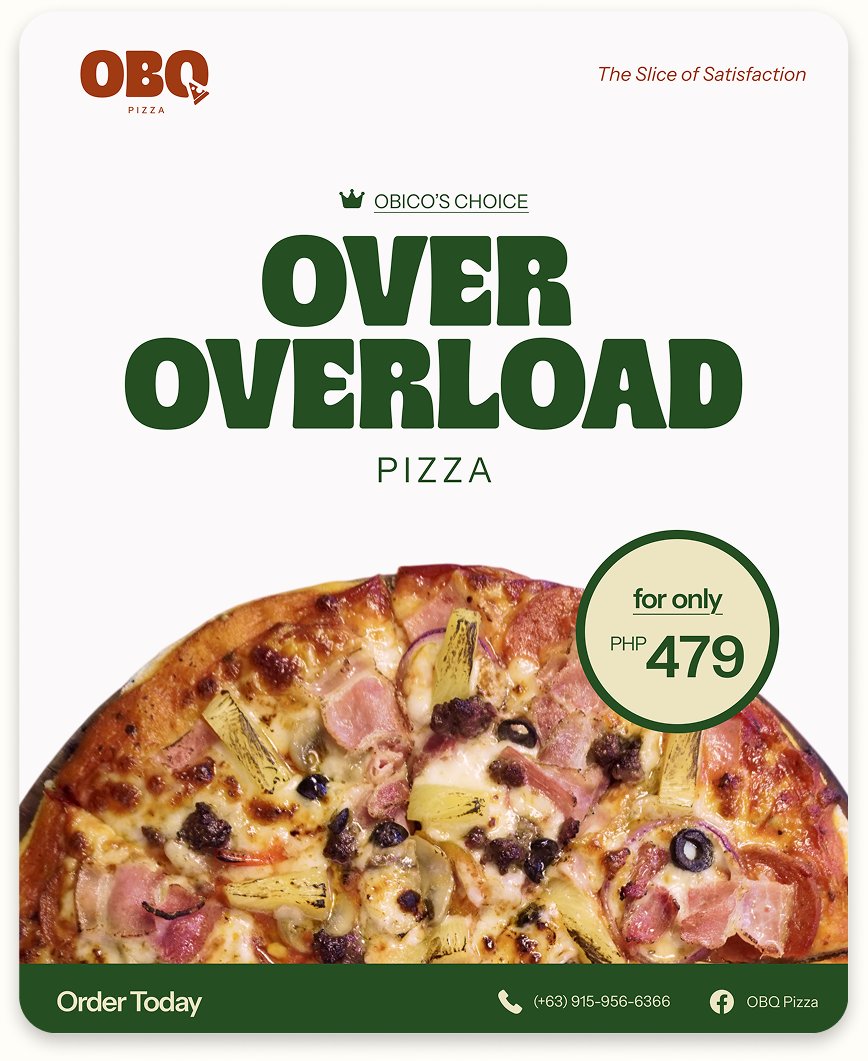 OBQ
PIZZA
The Slice of Satisfaction
OBICO'S CHOICE
OVER
OVERLOAD
PIZZA
for only
PHP 479
Order Today
(+63) 915-956-6366
OBQ Pizza